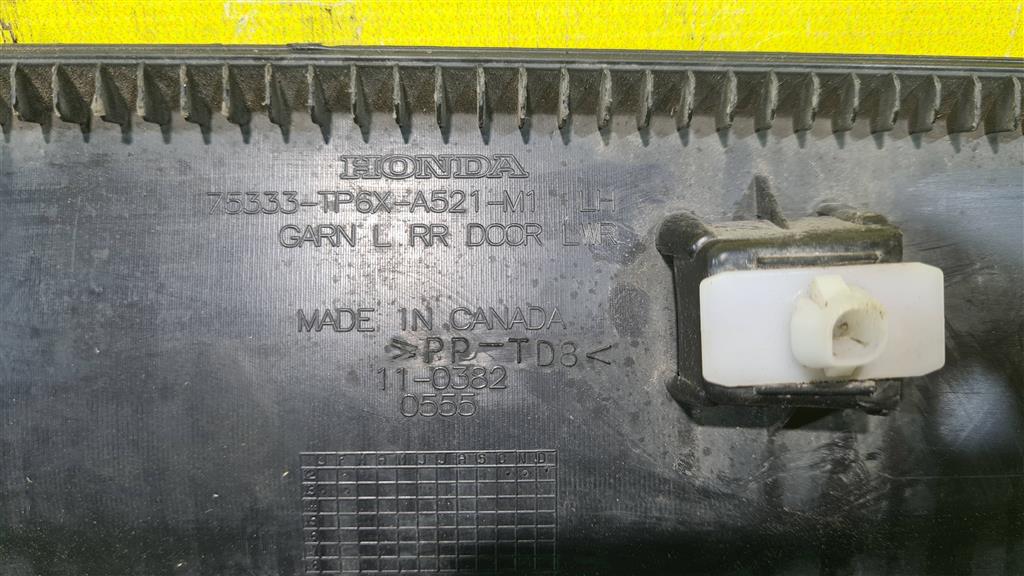 HONDA
75333-TP6X-A521-M1 LH
GARN L RR DOOR LWR
MADE IN CANADA
>PP-TD8<
11-0382
0555
J F M A M J J A S O N D